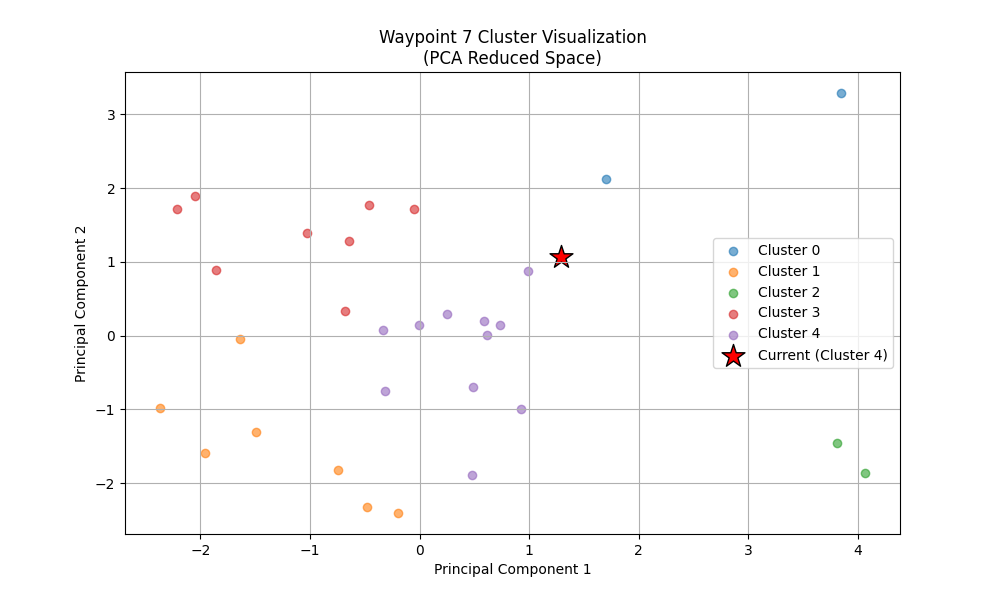 Waypoint 7 Cluster Visualization
(PCA Reduced Space)
Principal Component 2
3
2
1
0
−1
−2
Cluster 0
Cluster 1
Cluster 2
Cluster 3
Cluster 4
Current (Cluster 4)
−2
−1
0
1
2
3
4
Principal Component 1